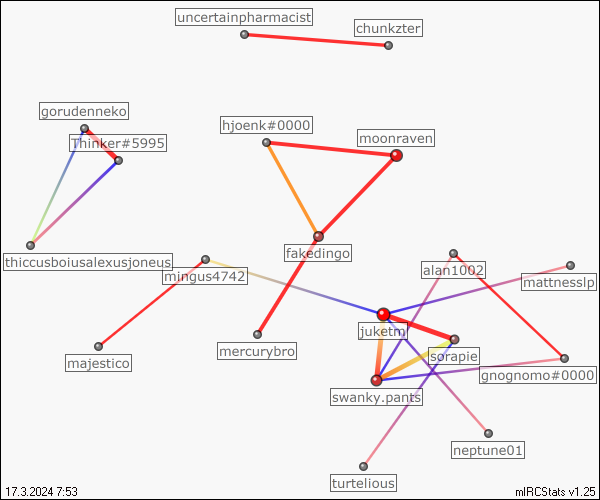 uncertainpharmacist
chunkzter
gorudenneko
Thinker#5995
hjoenk#0000
moonraven
fakedingo
thiccusboiusalexusjoneus
mingus4742
alan1002
mattnesslp
juketm
sorapie
majestico
mercurybro
gnognomo#0000
swanky.pants
neptune01
turtelious
17.3.2024 7:53
mIRCStats v1.25